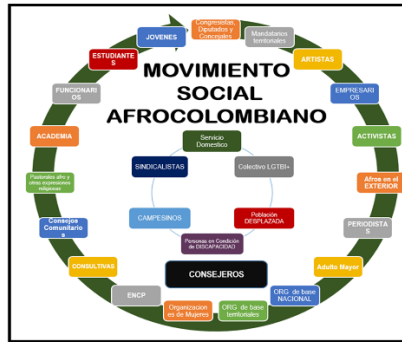 JOVENES
Congresistas,
Diputados y
Concejales
Mandatarios
territoriales
ESTUDIANTE
S
ARTISTAS
MOVIMIENTO
SOCIAL
AFROCOLOMBIANO
FUNCIONARI
OS
EMPRESARI
OS
ACADEMIA
ACTIVISTAS
Servicio
Domestico
SINDICALISTAS
Colectivo LGTBI+
Pastorales afro y
otras expresiones
religiosas
Afros en el
EXTERIOR
CAMPESINOS
Población
DESPLAZADA
Consejos
Comunitario
s
PERIODISTA
S
Personas en Condición
de DISCAPACIDAD
CONSULTIVAS
CONSEJEROS
Adulto Mayor
ENCP
Organizacion
es de Mujeres
ORG de base
territoriales
ORG de base
NACIONAL